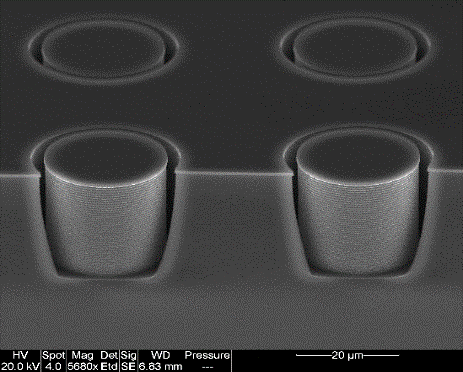 HV Spot Mag Det Sig WD Pressure
20.0 kV 4.0 5680x Etd SE 6.83 mm --- 20 µm